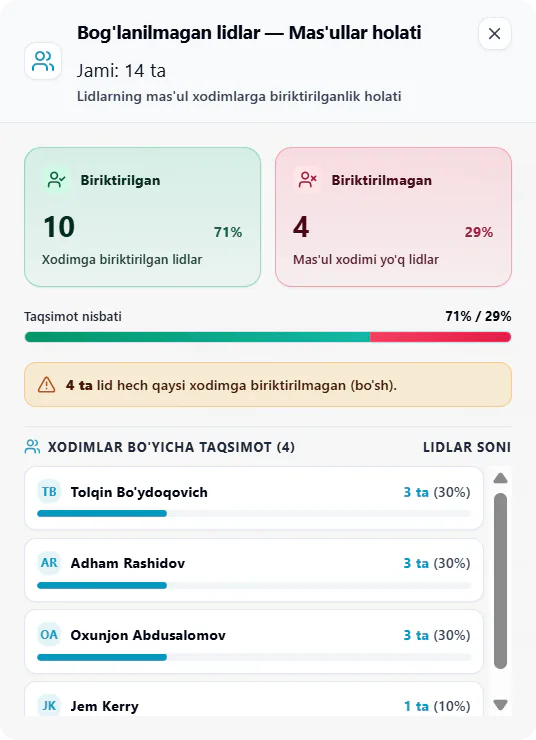 Bog'lanilmagan lidlar — Mas'ullar holati
Jami: 14 ta
Lidlarning mas'ul xodimlarga biriktirilganlik holati
Biriktirilgan
10
71%
Xodimga biriktirilgan lidlar
Biriktirilmagan
4
29%
Mas'ul xodimi yo'q lidlar
Taqsimot nisbati
71% / 29%
4 ta lid hech qaysi xodimga biriktirilmagan (bo'sh).
XODIMLAR BO'YICHA TAQSIMOT (4)
LIDLAR SONI
TB Tolqin Bo'ydoqovich 3 ta (30%)
AR Adham Rashidov 3 ta (30%)
OA Oxunjon Abdusalomov 3 ta (30%)
JK Jem Kerry 1 ta (10%)